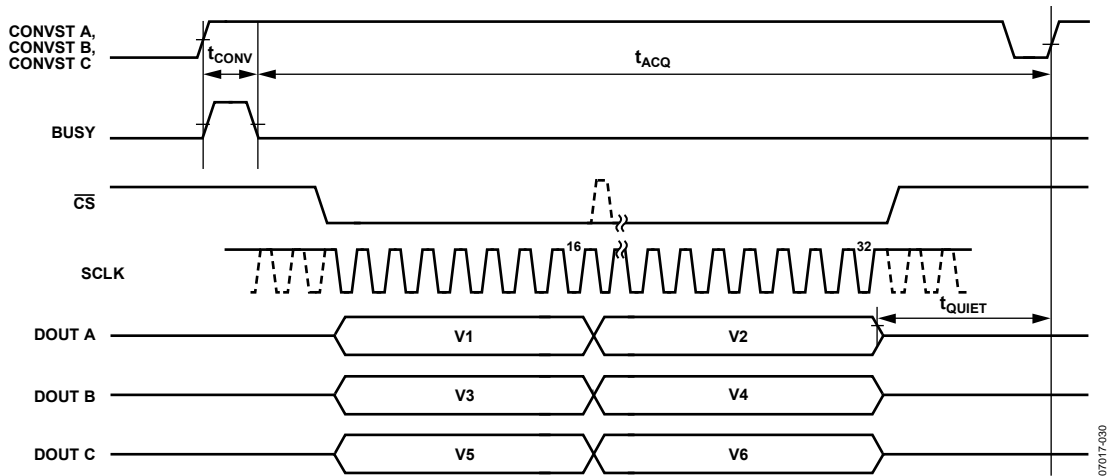 CONVST A,
CONVST B,
CONVST C
tCONV
tACQ
BUSY
CS
SCLK
16
32
tQUIET
DOUT A
V1
V2
DOUT B
V3
V4
DOUT C
V5
V6
07017-030